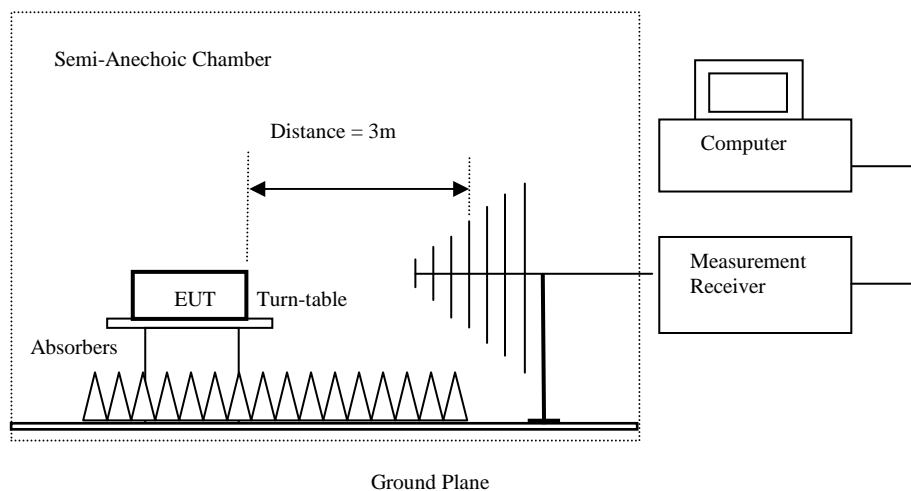 Semi-Anechoic Chamber
Distance = 3m
Computer
Measurement
Receiver
EUT
Turn-table
Absorbers
Ground Plane